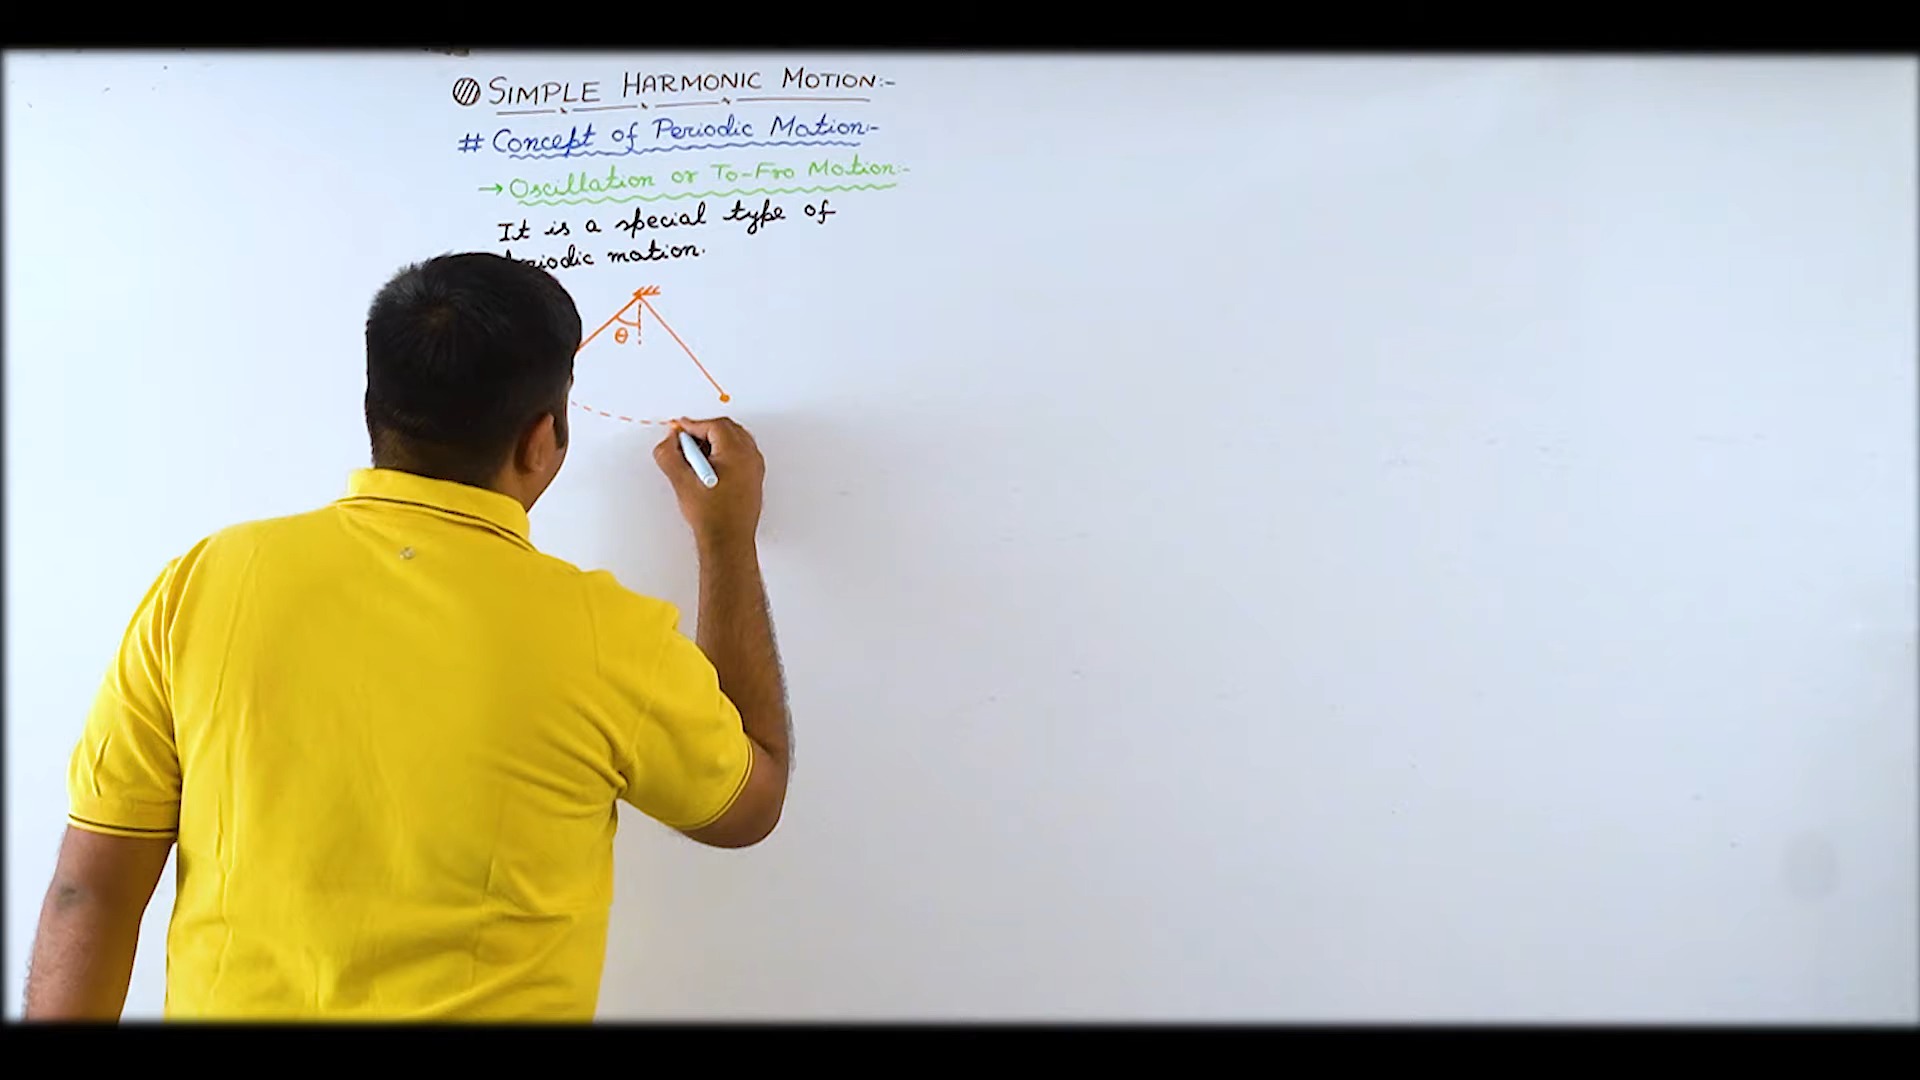 SIMPLE HARMONIC MOTION:-
# Concept of Periodic Motion:-
→ Oscillation or To-Fro Motion:-
It is a special type of
periodic motion.
θ